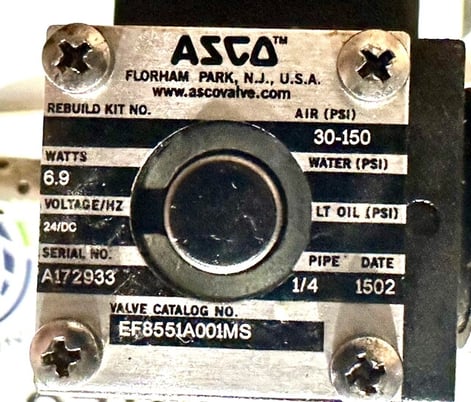 ASCO™
FLORHAM PARK, N.J., U.S.A.
www.ascovalve.com
REBUILD KIT NO.
AIR (PSI)
30-150
WATTS
WATER (PSI)
6.9
VOLTAGE/HZ
LT OIL (PSI)
24/DC
SERIAL NO.
PIPE DATE
A172933
1/4 1502
VALVE CATALOG NO.
EF8551A001MS